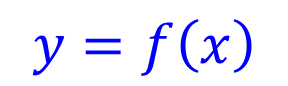 y = f(x)